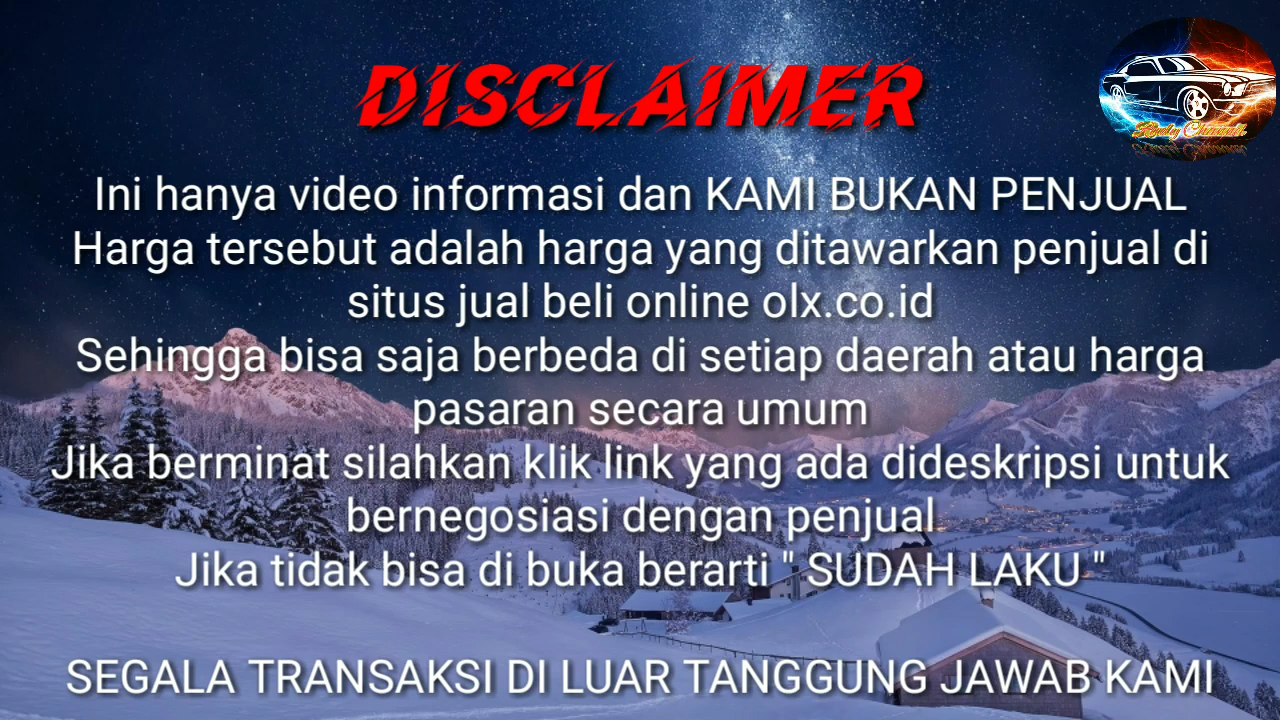 DISCLAIMER
Ini hanya video informasi dan KAMI BUKAN PENJUAL
Harga tersebut adalah harga yang ditawarkan penjual di
situs jual beli online olx.co.id
Sehingga bisa saja berbeda di setiap daerah atau harga
pasaran secara umum
Jika berminat silahkan klik link yang ada dideskripsi untuk
bernegosiasi dengan penjual
Jika tidak bisa di buka berarti " SUDAH LAKU "
SEGALA TRANSAKSI DI LUAR TANGGUNG JAWAB KAMI